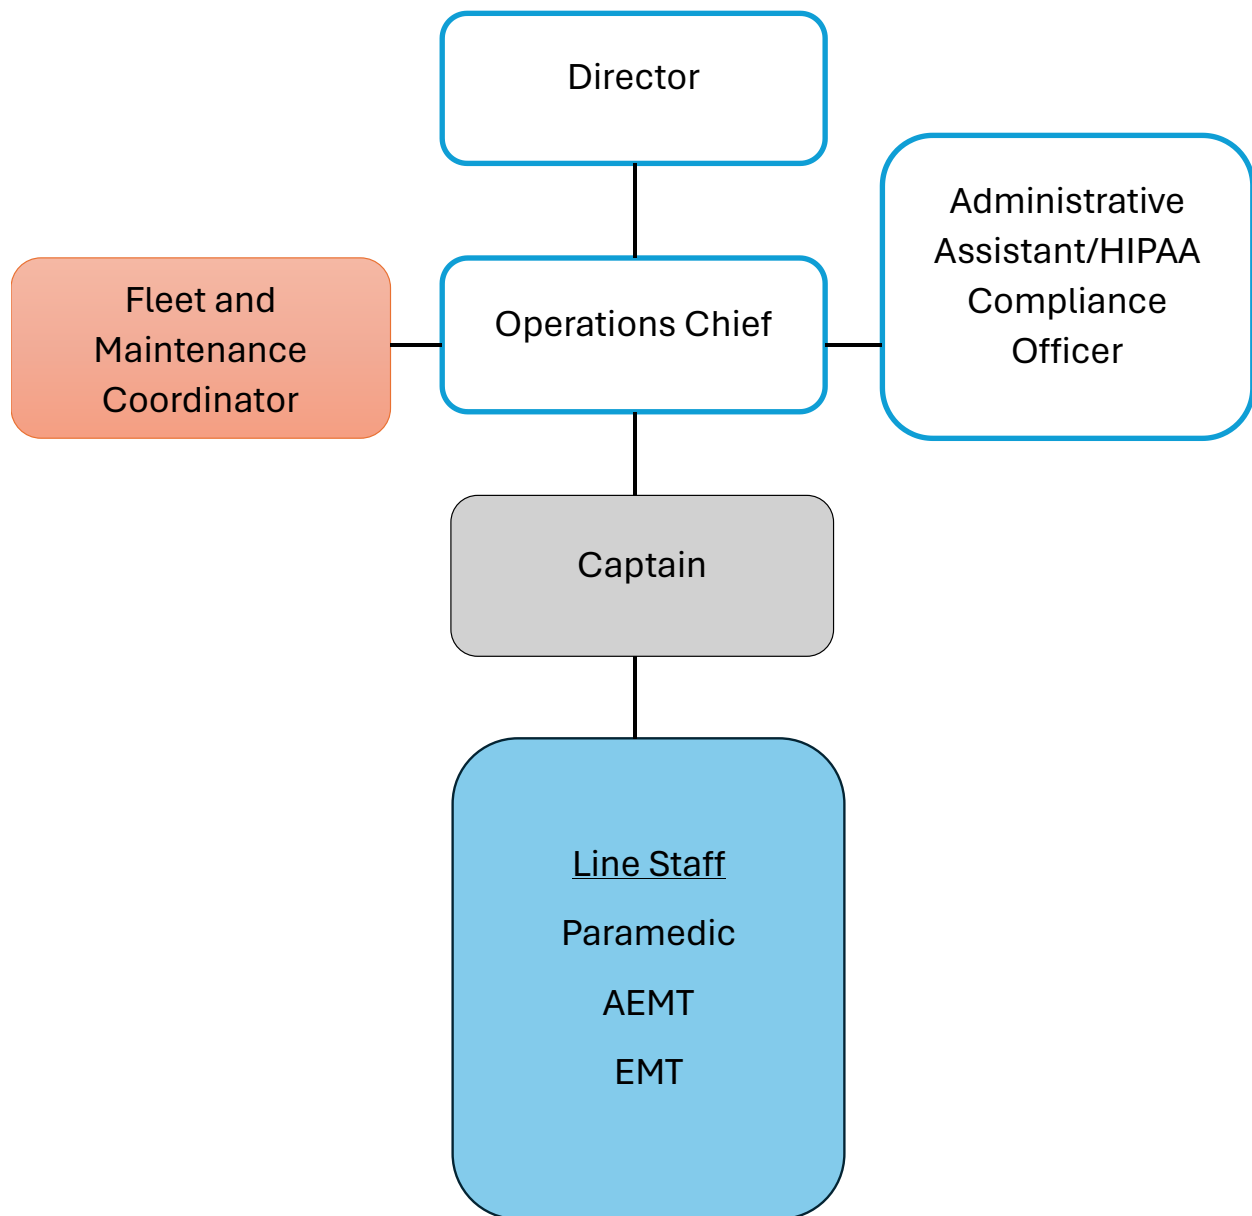 Director
Administrative
Assistant/HIPAA
Compliance
Officer
Fleet and
Maintenance
Coordinator
Operations Chief
Captain
Line Staff
Paramedic
AEMT
EMT